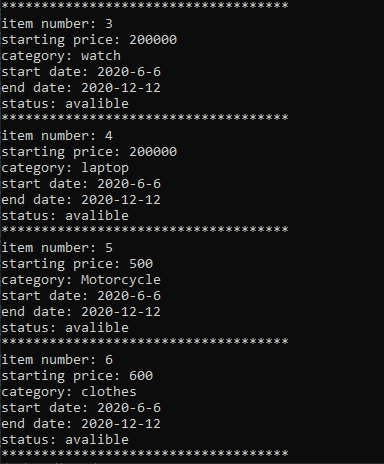 ************************************
item number: 3
starting price: 200000
category: watch
start date: 2020-6-6
end date: 2020-12-12
status: avalible
************************************
item number: 4
starting price: 200000
category: laptop
start date: 2020-6-6
end date: 2020-12-12
status: avalible
************************************
item number: 5
starting price: 500
category: Motorcycle
start date: 2020-6-6
end date: 2020-12-12
status: avalible
************************************
item number: 6
starting price: 600
category: clothes
start date: 2020-6-6
end date: 2020-12-12
status: avalible
************************************